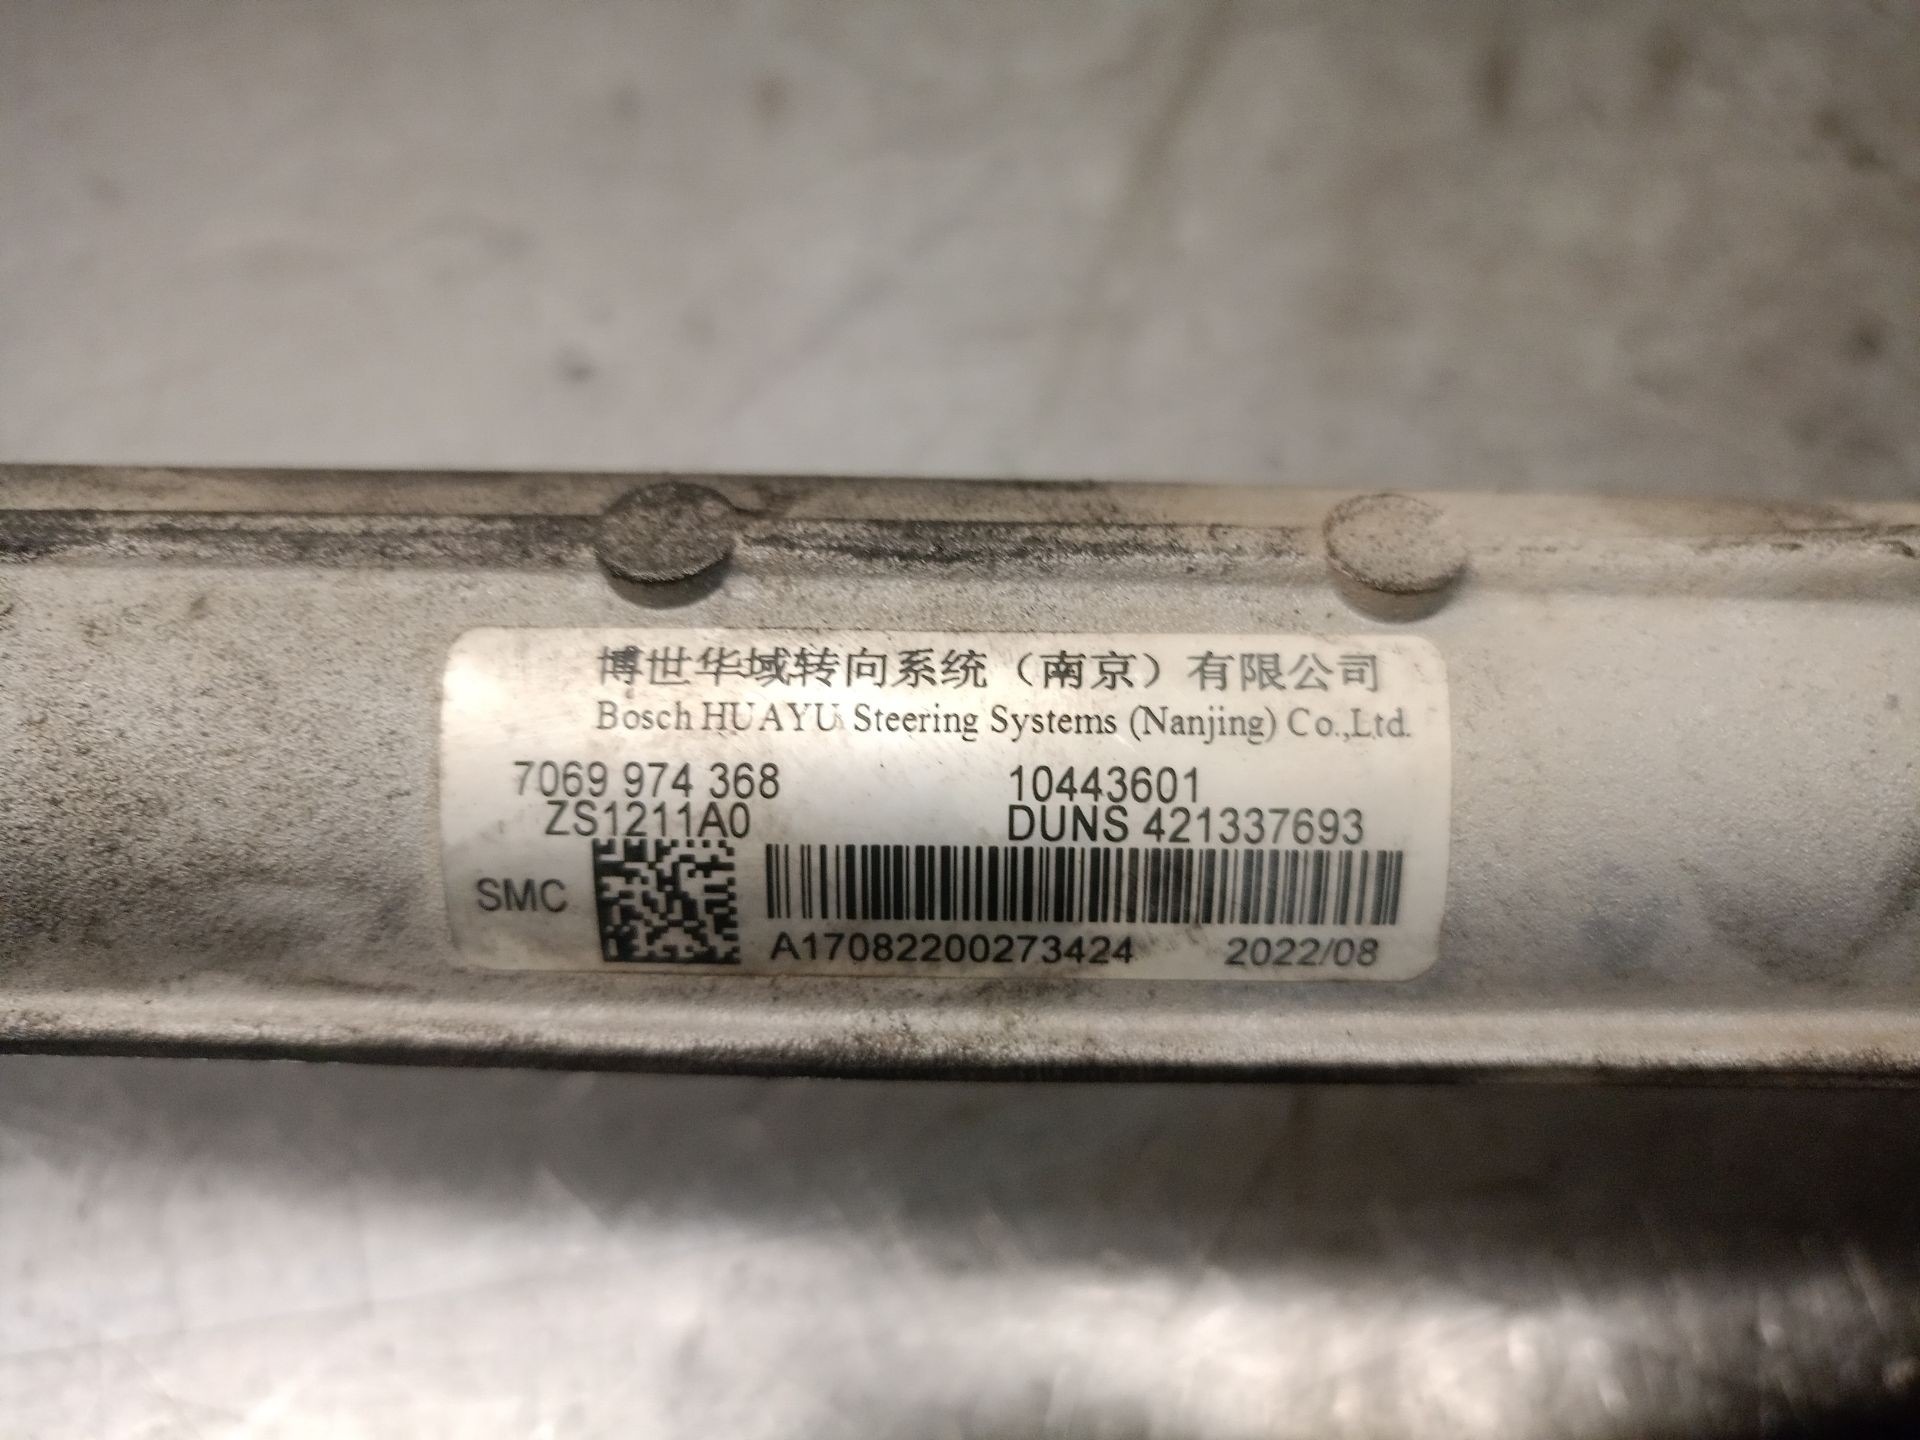 博世华域转向系统（南京）有限公司
Bosch HUAYU Steering Systems (Nanjing) Co.,Ltd.
7069 974 368 10443601
ZS1211A0 DUNS 421337693
SMC
A17082200273424 2022/08